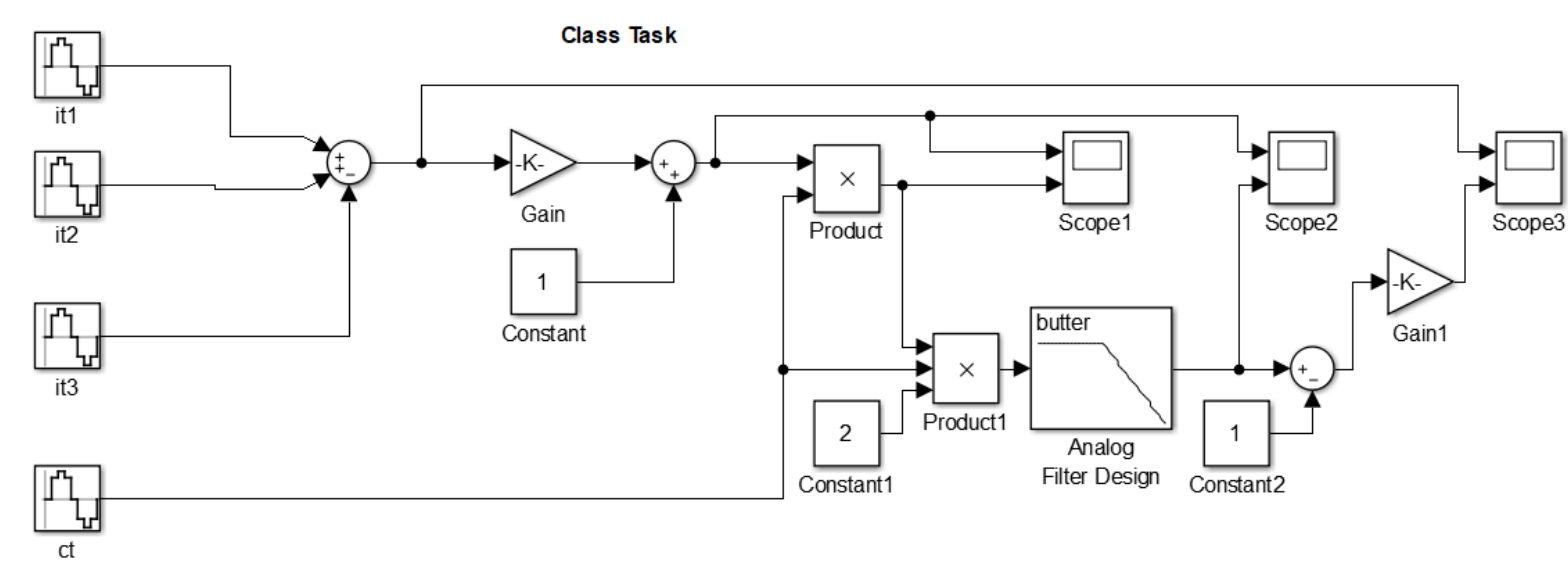 Class Task
it1
it2
it3
ct
-K-
Gain
1
Constant
×
Product
Scope1
Scope2
Scope3
-K-
Gain1
butter
Analog
Filter Design
×
Product1
2
Constant1
1
Constant2
+
+
−
+
+
+
−